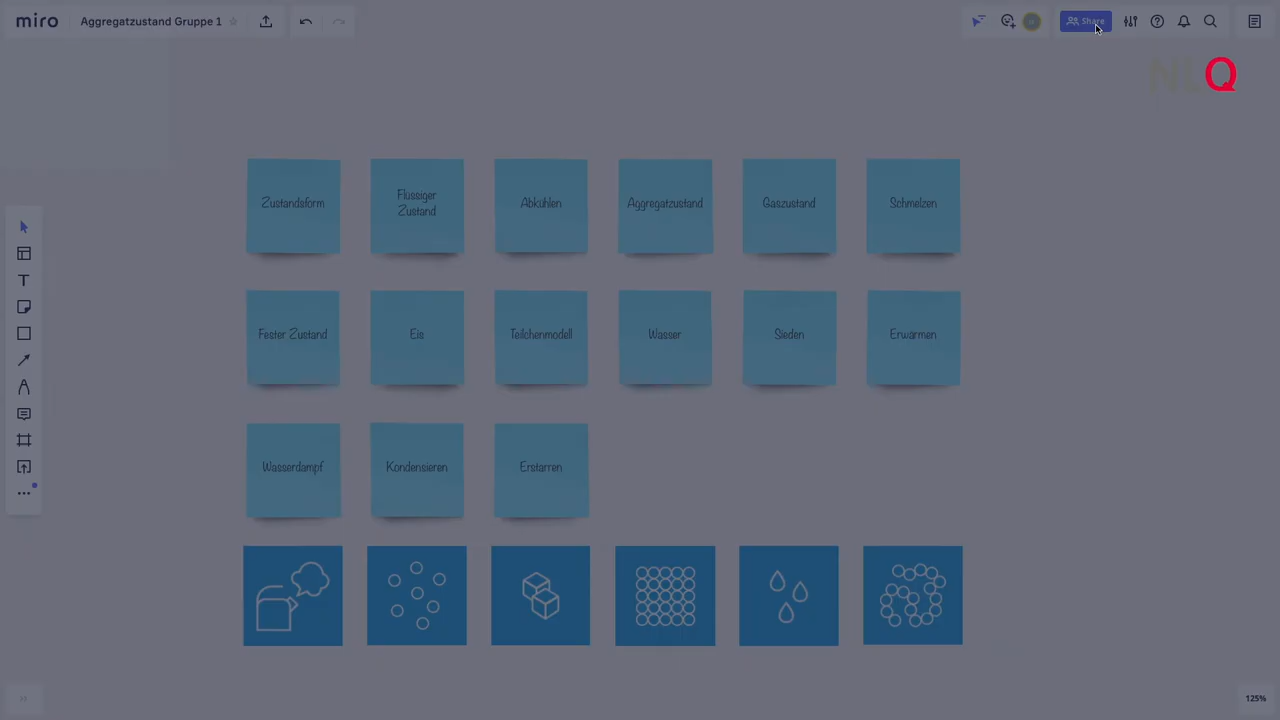 miro
Aggregatzustand Gruppe 1
Share
NLQ
Zustandsform
Flüssiger
Zustand
Abkühlen
Aggregatzustand
Gaszustand
Schmelzen
Fester Zustand
Eis
Teilchenmodell
Wasser
Sieden
Erwärmen
Wasserdampf
Kondensieren
Erstarren
125%